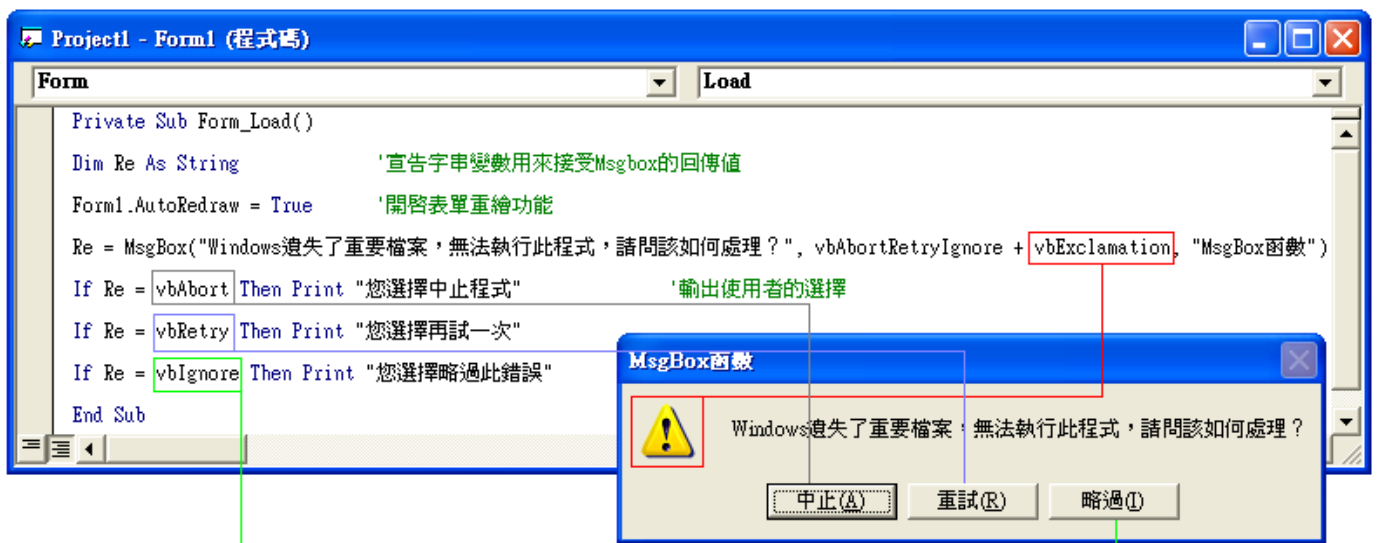 Project1 - Form1 (程式碼)
Form
Load
Private Sub Form_Load()
Dim Re As String '宣告字串變數用來接受Msgbox的回傳值
Form1.AutoRedraw = True '開啓表單重繪功能
Re = MsgBox("Windows遺失了重要檔案，無法執行此程式，請問該如何處理？", vbAbortRetryIgnore + vbExclamation, "MsgBox函數")
If Re = vbAbort Then Print "您選擇中止程式" '輸出使用者的選擇
If Re = vbRetry Then Print "您選擇再試一次"
If Re = vbIgnore Then Print "您選擇略過此錯誤"
End Sub
MsgBox函數
Windows遺失了重要檔案，無法執行此程式，請問該如何處理？
中止(A)
重試(R)
略過(I)